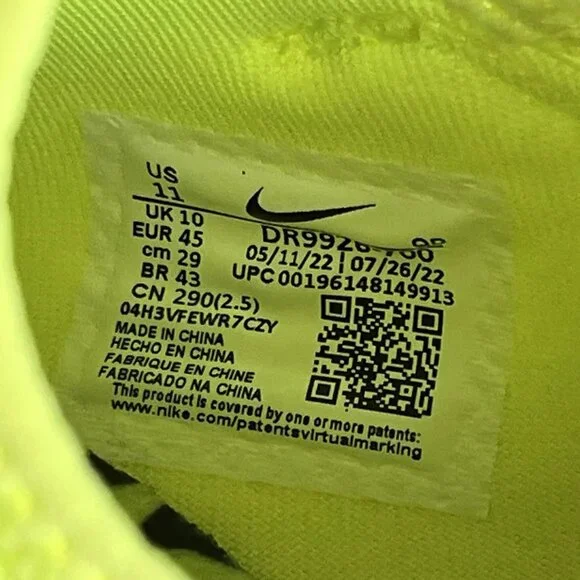 US
11
UK 10
EUR 45
cm 29
BR 43
CN 290(2.5)
04H3VFEWR7CZY
05/11/22 | 07/26/22
UPC 00196148149913
MADE IN CHINA
HECHO EN CHINA
FABRIQUE EN CHINE
FABRICADO NA CHINA
This product is covered by one or more patents:
www.nike.com/patentsvirtualmarking